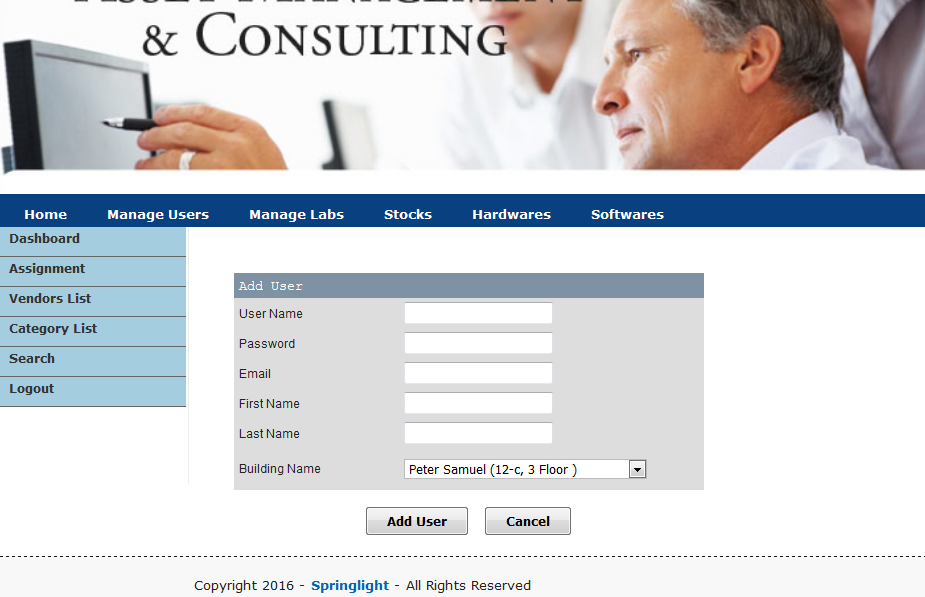 ASSET MANAGEMENT
& CONSULTING
Home Manage Users Manage Labs Stocks Hardwares Softwares
Dashboard
Assignment
Vendors List
Category List
Search
Logout
Add User
User Name
Password
Email
First Name
Last Name
Building Name Peter Samuel (12-c, 3 Floor )
Add User Cancel
Copyright 2016 - Springlight - All Rights Reserved